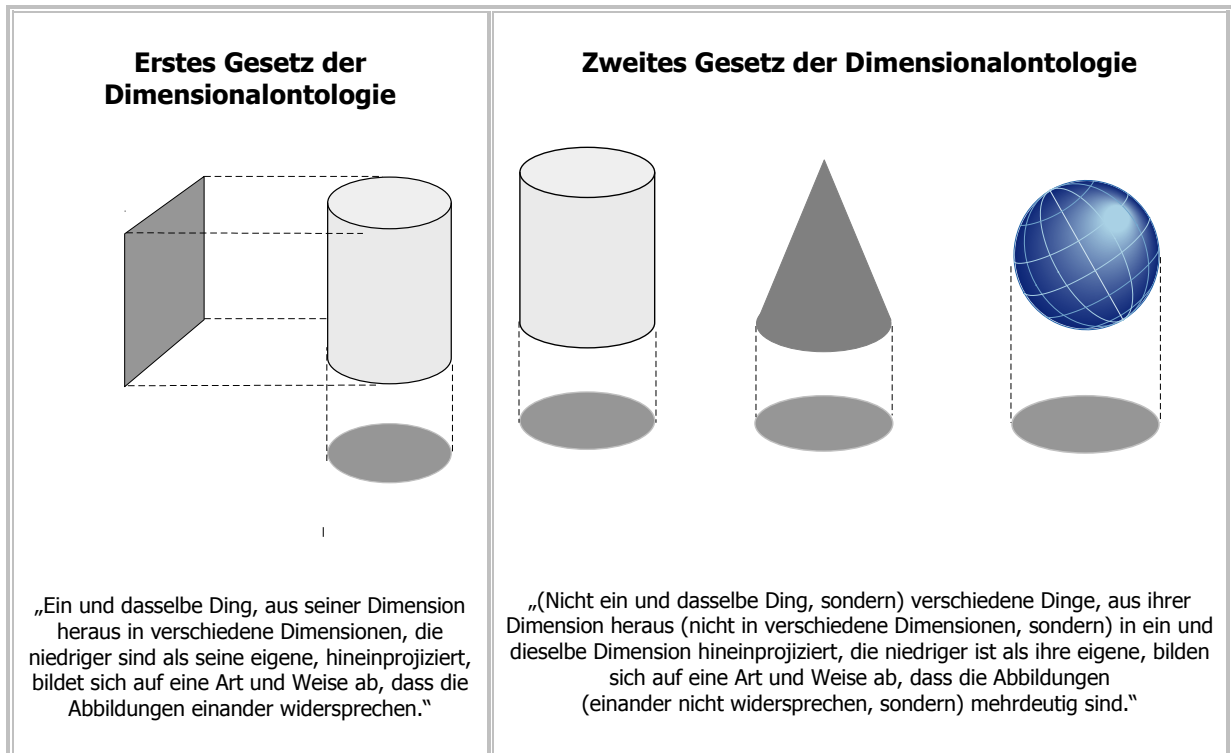 Erstes Gesetz der
Dimensionalontologie
„Ein und dasselbe Ding, aus seiner Dimension
heraus in verschiedene Dimensionen, die
niedriger sind als seine eigene, hineinprojiziert,
bildet sich auf eine Art und Weise ab, dass die
Abbildungen einander widersprechen.“
Zweites Gesetz der Dimensionalontologie
„(Nicht ein und dasselbe Ding, sondern) verschiedene Dinge, aus ihrer
Dimension heraus (nicht in verschiedene Dimensionen, sondern) in ein und
dieselbe Dimension hineinprojiziert, die niedriger ist als ihre eigene, bilden
sich auf eine Art und Weise ab, dass die Abbildungen
(einander nicht widersprechen, sondern) mehrdeutig sind.“